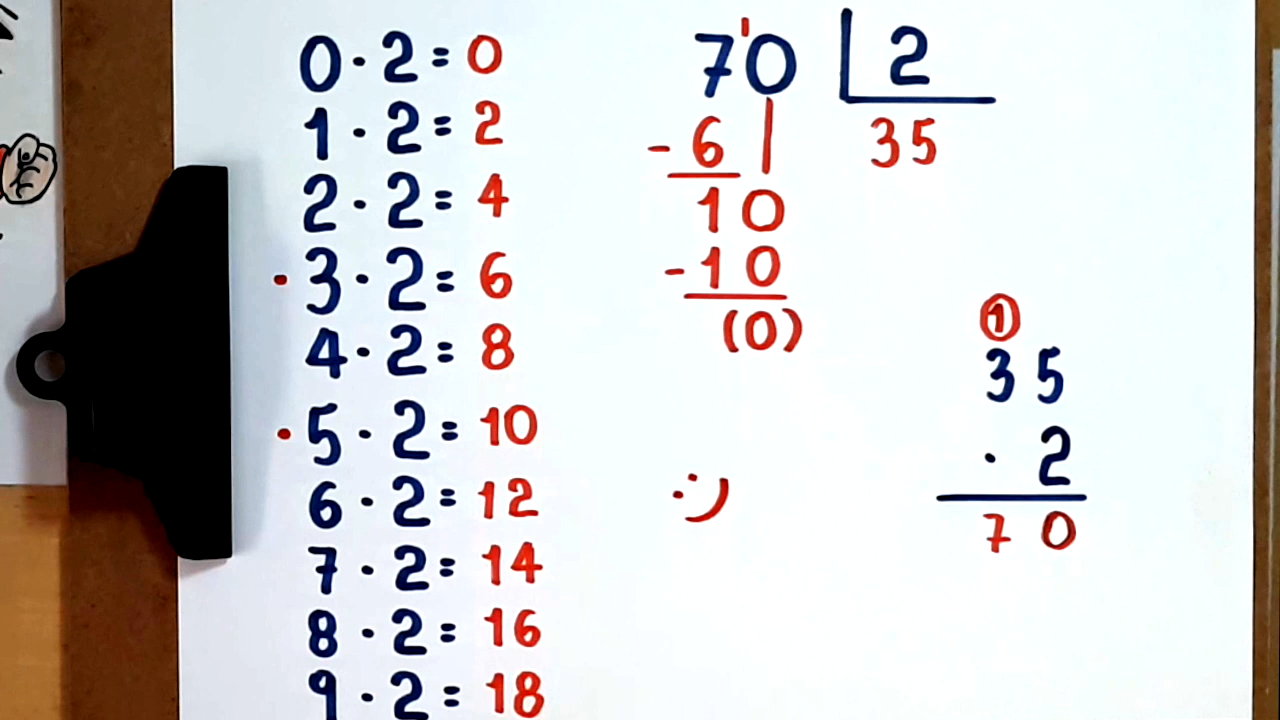 0 · 2 = 0
1 · 2 = 2
2 · 2 = 4
· 3 · 2 = 6
4 · 2 = 8
· 5 · 2 = 10
6 · 2 = 12
7 · 2 = 14
8 · 2 = 16
9 · 2 = 18
7'0 | 2
- 6 | 35
10
- 10
(0)
:)
1
35
· 2
70